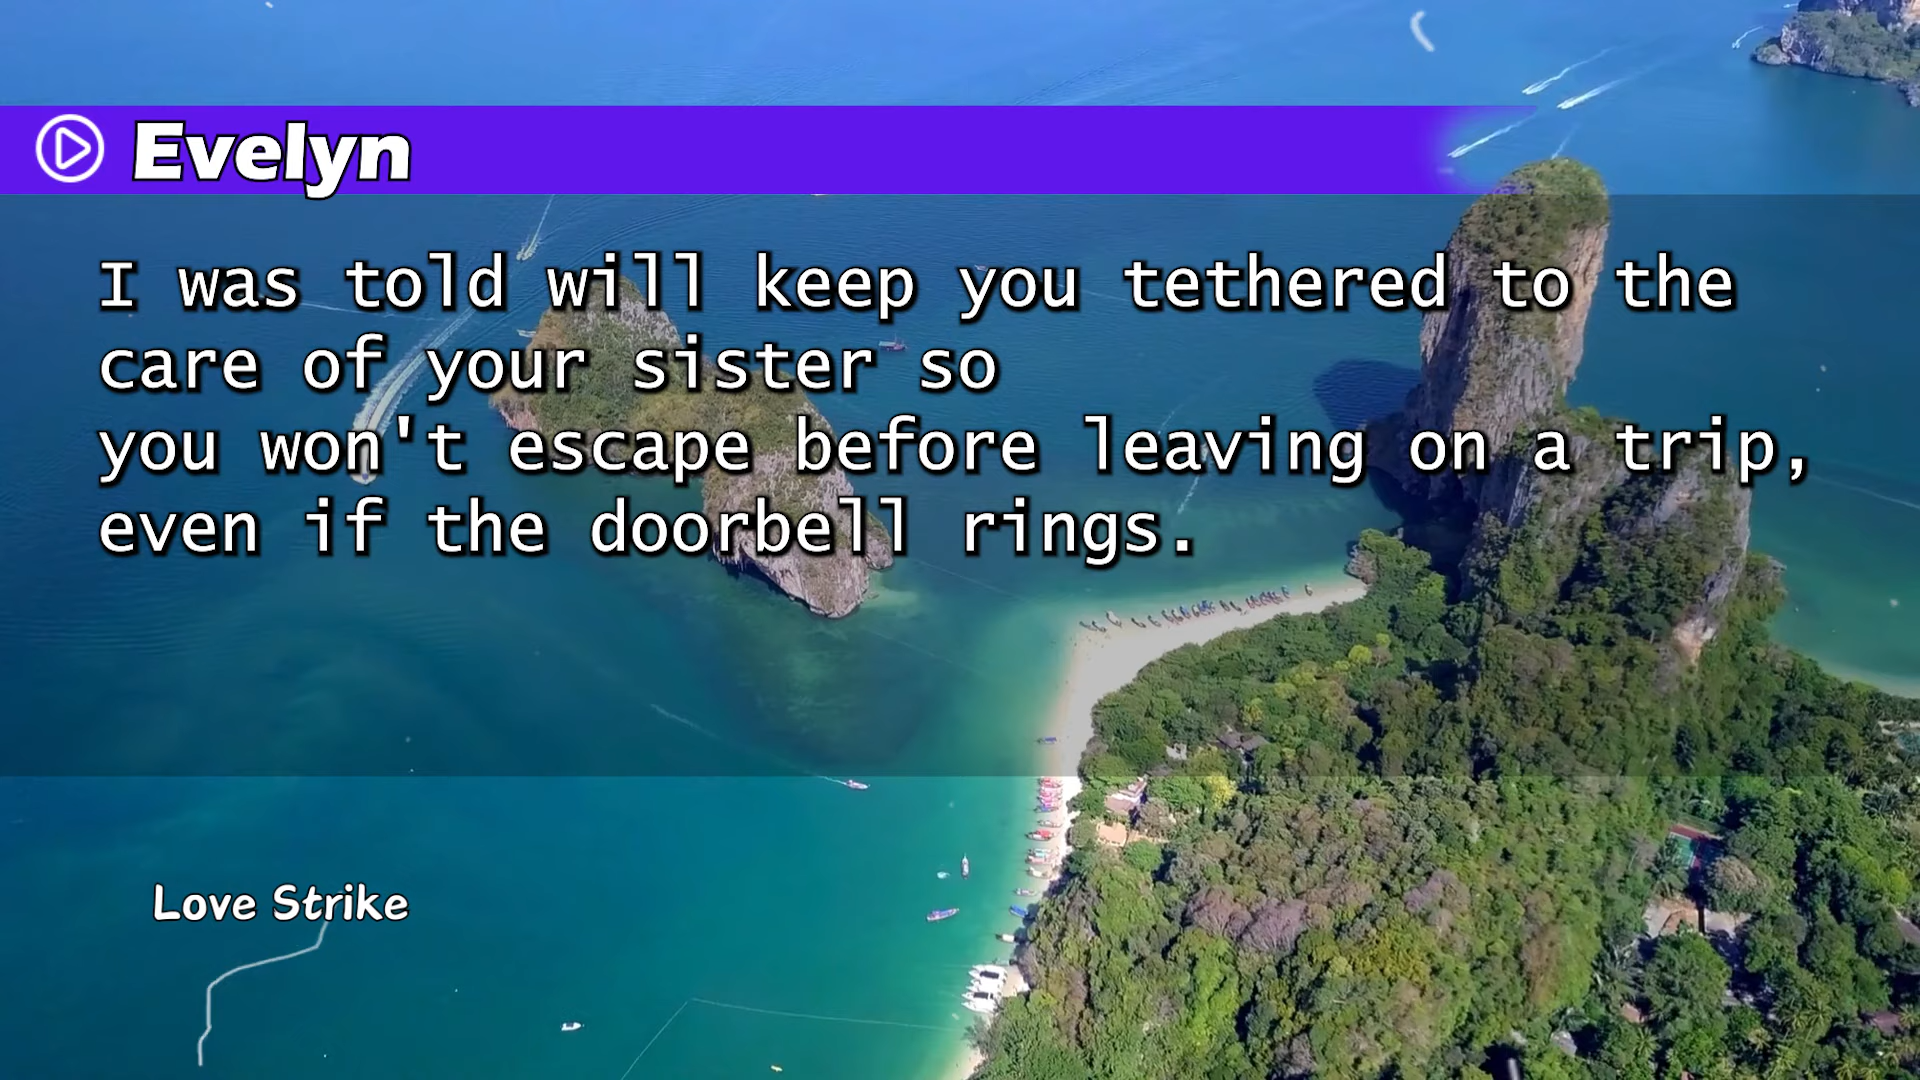 Evelyn
I was told will keep you tethered to the
care of your sister so
you won't escape before leaving on a trip,
even if the doorbell rings.
Love Strike